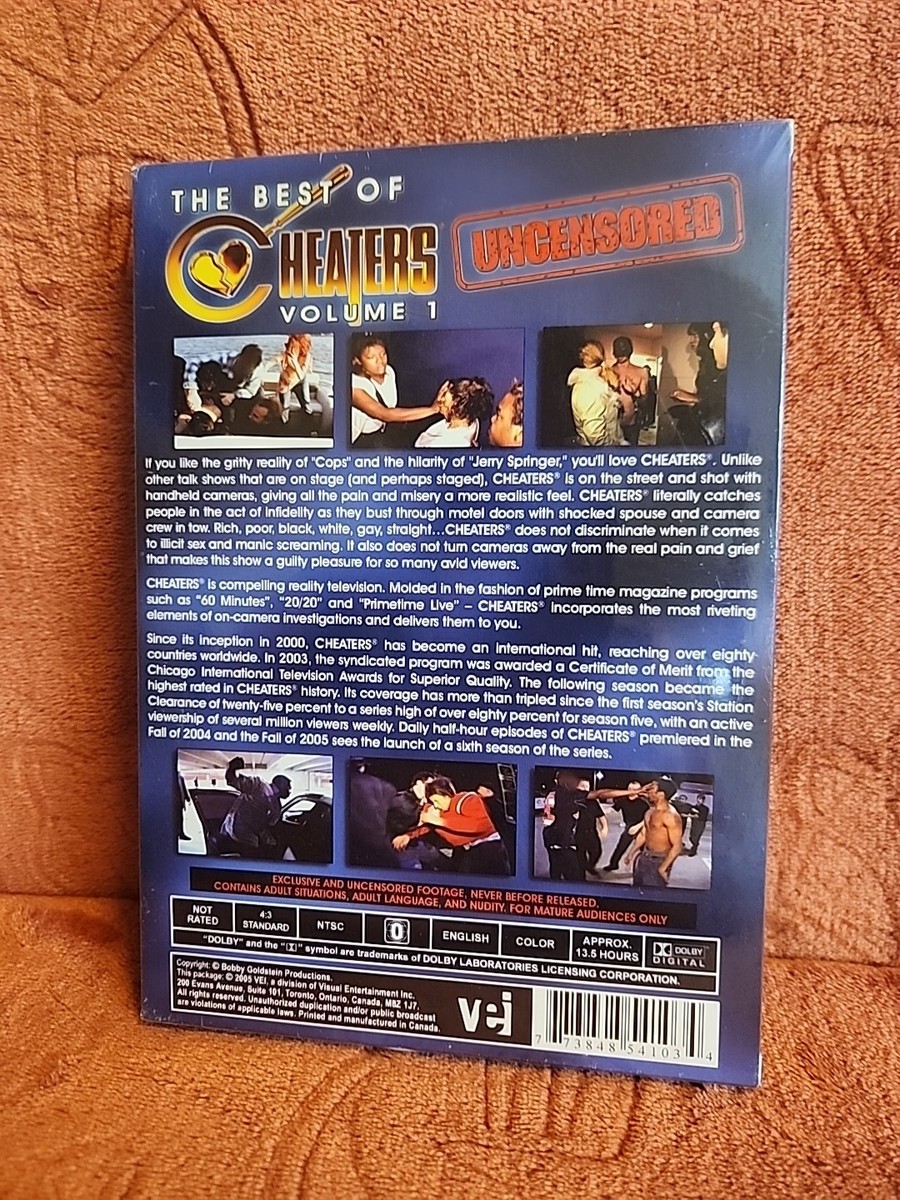 THE BEST OF
CHEATERS
UNCENSORED
VOLUME 1
If you like the gritty reality of "Cops" and the hilarity of "Jerry Springer," you'll love CHEATERS®. Unlike
other talk shows that are on stage (and perhaps staged), CHEATERS® is on the street and shot with
handheld cameras, giving all the pain and misery a more realistic feel. CHEATERS® literally catches
people in the act of infidelity as they bust through motel doors with shocked spouse and camera
crew in tow. Rich, poor, black, white, gay, straight...CHEATERS® does not discriminate when it comes
to illicit sex and manic screaming. It also does not turn cameras away from the real pain and grief
that makes this show a guilty pleasure for so many avid viewers.
CHEATERS® is compelling reality television. Molded in the fashion of prime time magazine programs
such as "60 Minutes", "20/20" and "Primetime Live" – CHEATERS® incorporates the most riveting
elements of on-camera investigations and delivers them to you.
Since its inception in 2000, CHEATERS® has become an international hit, reaching over eighty
countries worldwide. In 2003, the syndicated program was awarded a Certificate of Merit from the
Chicago International Television Awards for Superior Quality. The following season became the
highest rated in CHEATERS® history. Its coverage has more than tripled since the first season's Station
Clearance of twenty-five percent to a series high of over eighty percent for season five, with an active
viewership of several million viewers weekly. Daily half-hour episodes of CHEATERS® premiered in the
Fall of 2004 and the Fall of 2005 sees the launch of a sixth season of the series.
EXCLUSIVE AND UNCENSORED FOOTAGE, NEVER BEFORE RELEASED.
CONTAINS ADULT SITUATIONS, ADULT LANGUAGE, AND NUDITY. FOR MATURE AUDIENCES ONLY
NOT RATED
4:3 STANDARD
NTSC
0
ENGLISH
COLOR
APPROX. 13.5 HOURS
DOLBY DIGITAL
"DOLBY" and the "DD" symbol are trademarks of DOLBY LABORATORIES LICENSING CORPORATION.
Copyright: © Bobby Goldstein Productions.
This package: © 2005 VEI, a division of Visual Entertainment Inc.
200 Evans Avenue, Suite 101, Toronto, Ontario, Canada, M8Z 1J7.
All rights reserved. Unauthorized duplication and/or public broadcast
are violations of applicable laws. Printed and manufactured in Canada.
vei
7 73848 54103 4